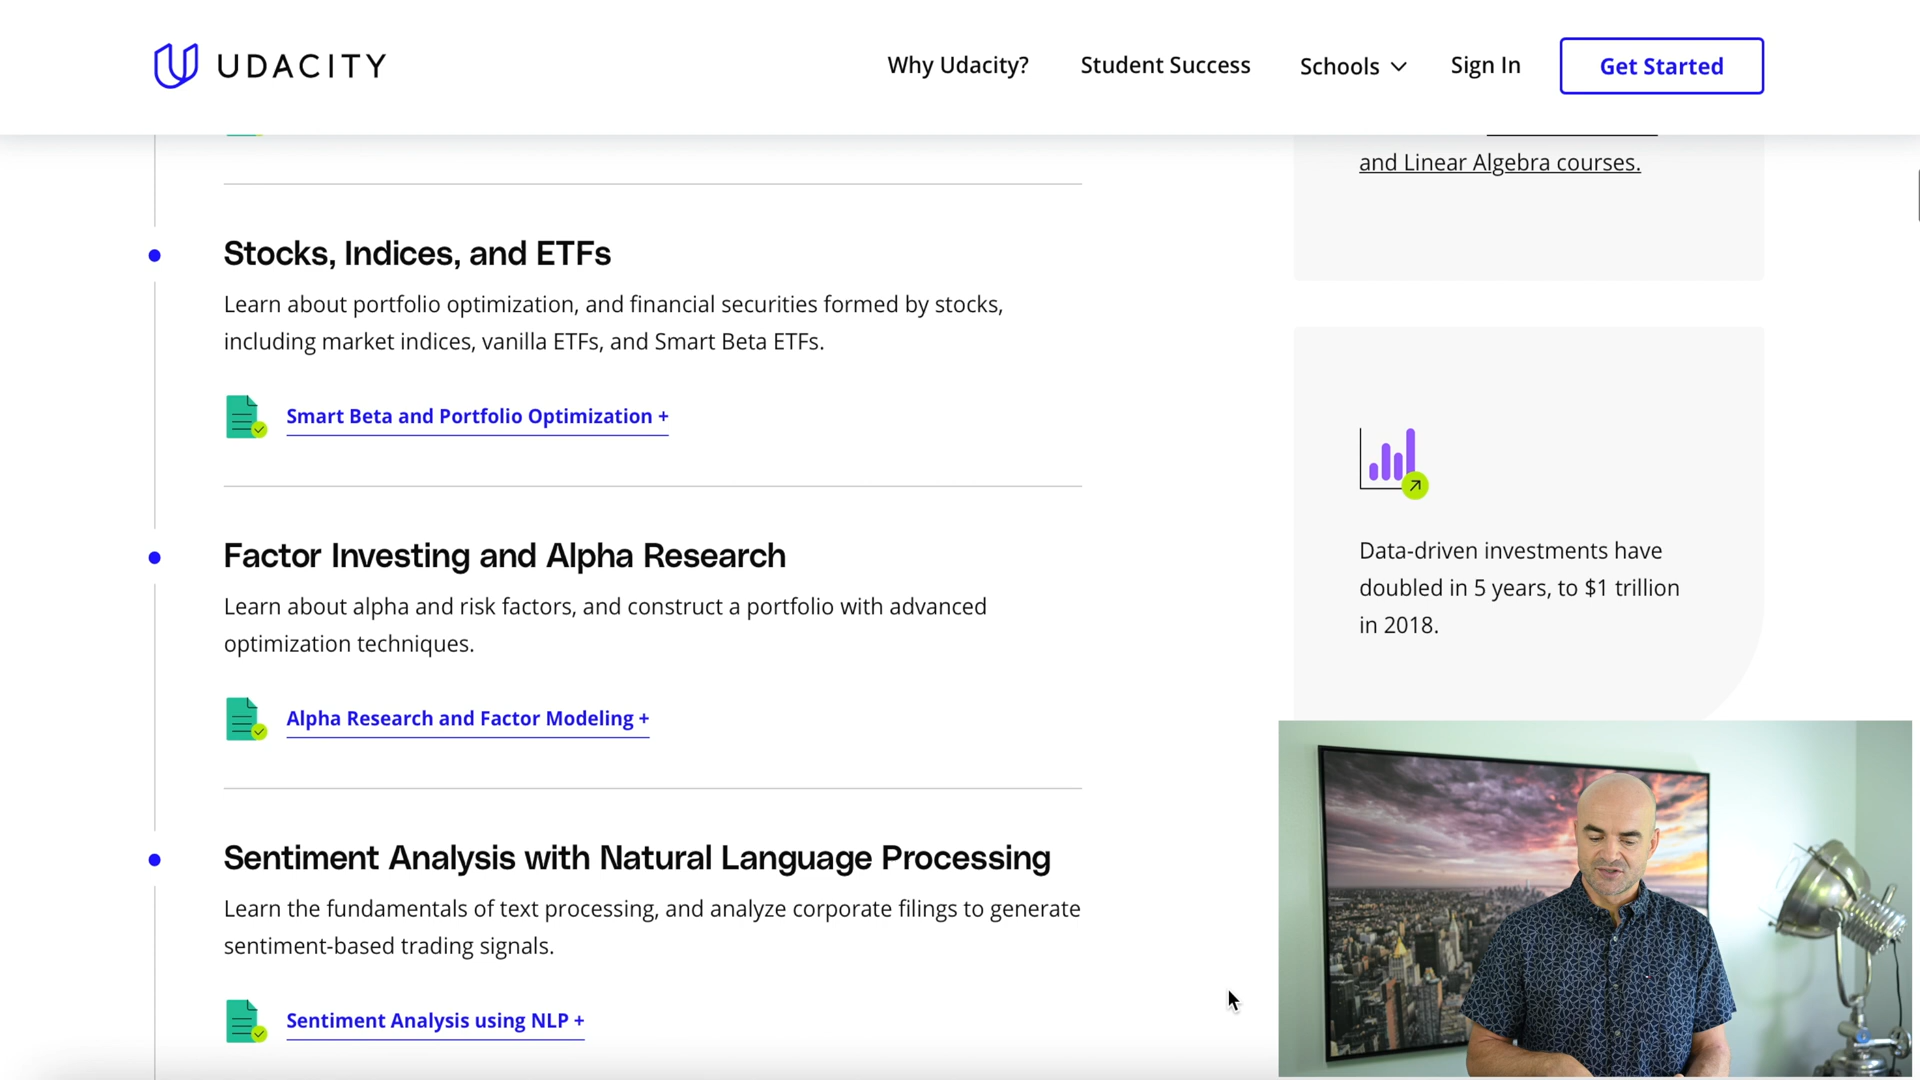 UDACITY
Why Udacity?
Student Success
Schools
Sign In
Get Started
and Linear Algebra courses.
Stocks, Indices, and ETFs
Learn about portfolio optimization, and financial securities formed by stocks,
including market indices, vanilla ETFs, and Smart Beta ETFs.
Smart Beta and Portfolio Optimization +
Factor Investing and Alpha Research
Learn about alpha and risk factors, and construct a portfolio with advanced
optimization techniques.
Alpha Research and Factor Modeling +
Sentiment Analysis with Natural Language Processing
Learn the fundamentals of text processing, and analyze corporate filings to generate
sentiment-based trading signals.
Sentiment Analysis using NLP +
Data-driven investments have
doubled in 5 years, to $1 trillion
in 2018.